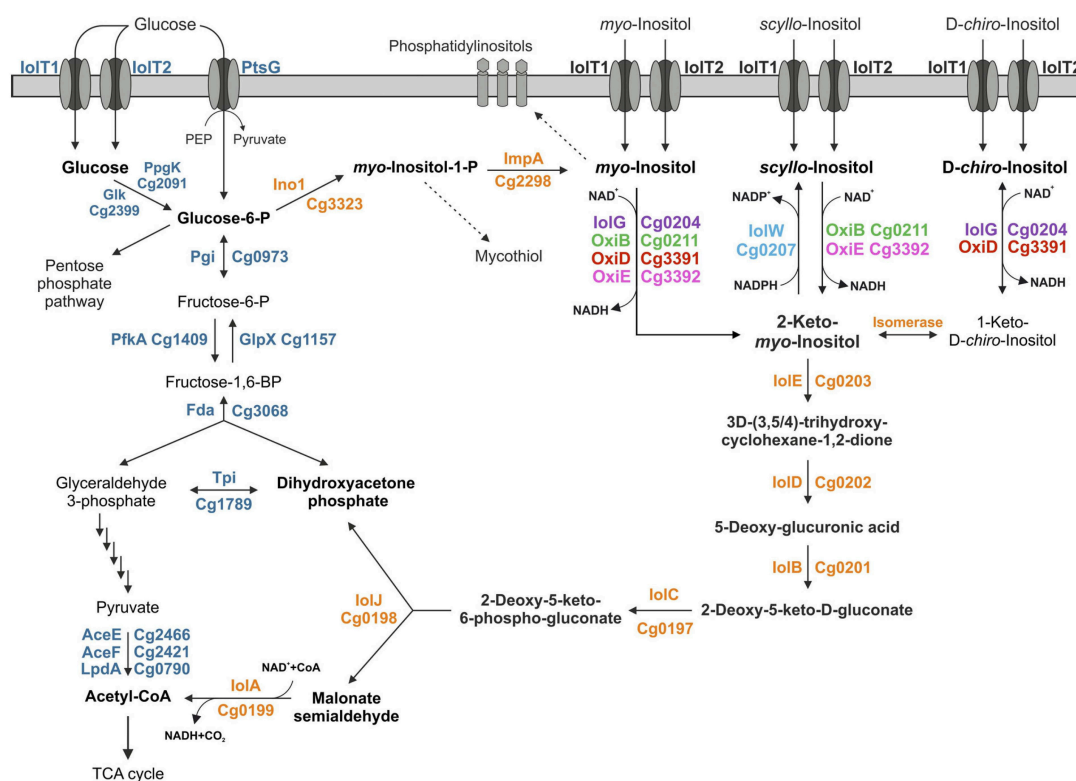 Glucose
myo-Inositol
scyllo-Inositol
D-chiro-Inositol
IolT1
IolT2
PtsG
Phosphatidylinositols
IolT1
IolT2
IolT1
IolT2
IolT1
IolT2
PEP
Pyruvate
Glucose
PpgK
Cg2091
Glk
Cg2399
Glucose-6-P
Ino1
Cg3323
myo-Inositol-1-P
ImpA
Cg2298
myo-Inositol
scyllo-Inositol
D-chiro-Inositol
Mycothiol
NAD+
IolG Cg0204
OxiB Cg0211
OxiD Cg3391
OxiE Cg3392
NADH
NADP+
IolW
Cg0207
NADPH
NAD+
OxiB Cg0211
OxiE Cg3392
NADH
NAD+
IolG Cg0204
OxiD Cg3391
NADH
Pentose
phosphate
pathway
Pgi Cg0973
Fructose-6-P
PfkA Cg1409
GlpX Cg1157
2-Keto-
myo-Inositol
Isomerase
1-Keto-
D-chiro-Inositol
Fructose-1,6-BP
Fda Cg3068
IolE Cg0203
3D-(3,5/4)-trihydroxy-
cyclohexane-1,2-dione
Glyceraldehyde
3-phosphate
Tpi
Cg1789
Dihydroxyacetone
phosphate
IolD Cg0202
5-Deoxy-glucuronic acid
IolB Cg0201
Pyruvate
IolJ
Cg0198
2-Deoxy-5-keto-
6-phospho-gluconate
IolC
Cg0197
2-Deoxy-5-keto-D-gluconate
AceE Cg2466
AceF Cg2421
LpdA Cg0790
Acetyl-CoA
IolA
Cg0199
NAD++CoA
NADH+CO2
Malonate
semialdehyde
TCA cycle